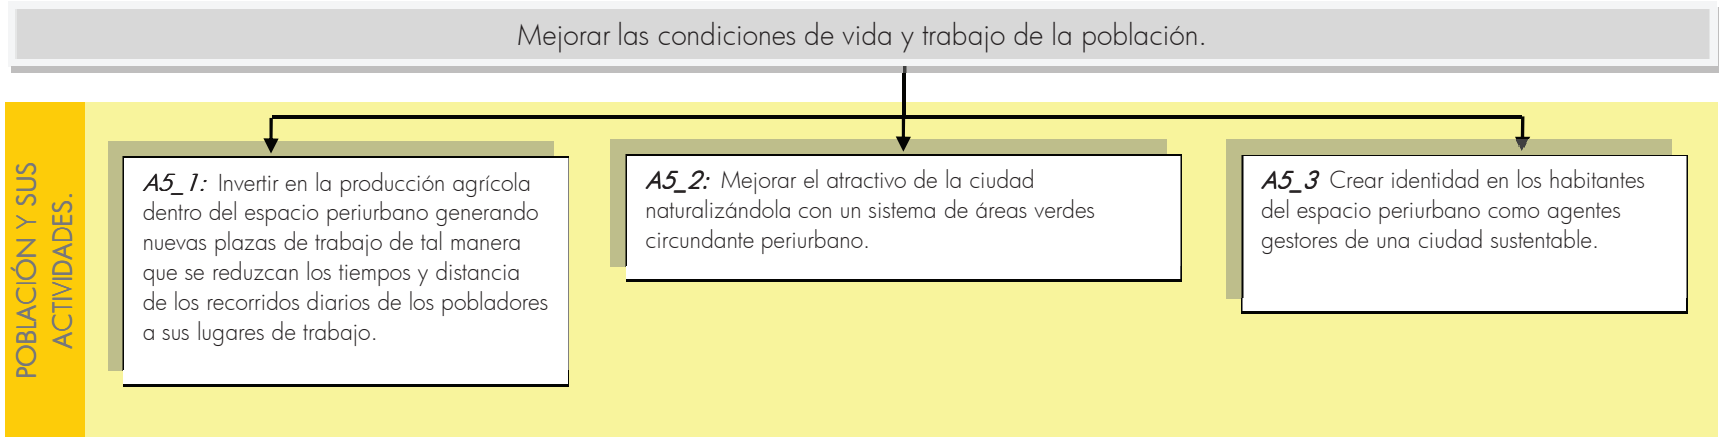 Mejorar las condiciones de vida y trabajo de la población.
POBLACIÓN Y SUS
ACTIVIDADES.
A5_1: Invertir en la producción agrícola
dentro del espacio periurbano generando
nuevas plazas de trabajo de tal manera
que se reduzcan los tiempos y distancia
de los recorridos diarios de los pobladores
a sus lugares de trabajo.
A5_2: Mejorar el atractivo de la ciudad
naturalizándola con un sistema de áreas verdes
circundante periurbano.
A5_3 Crear identidad en los habitantes
del espacio periurbano como agentes
gestores de una ciudad sustentable.